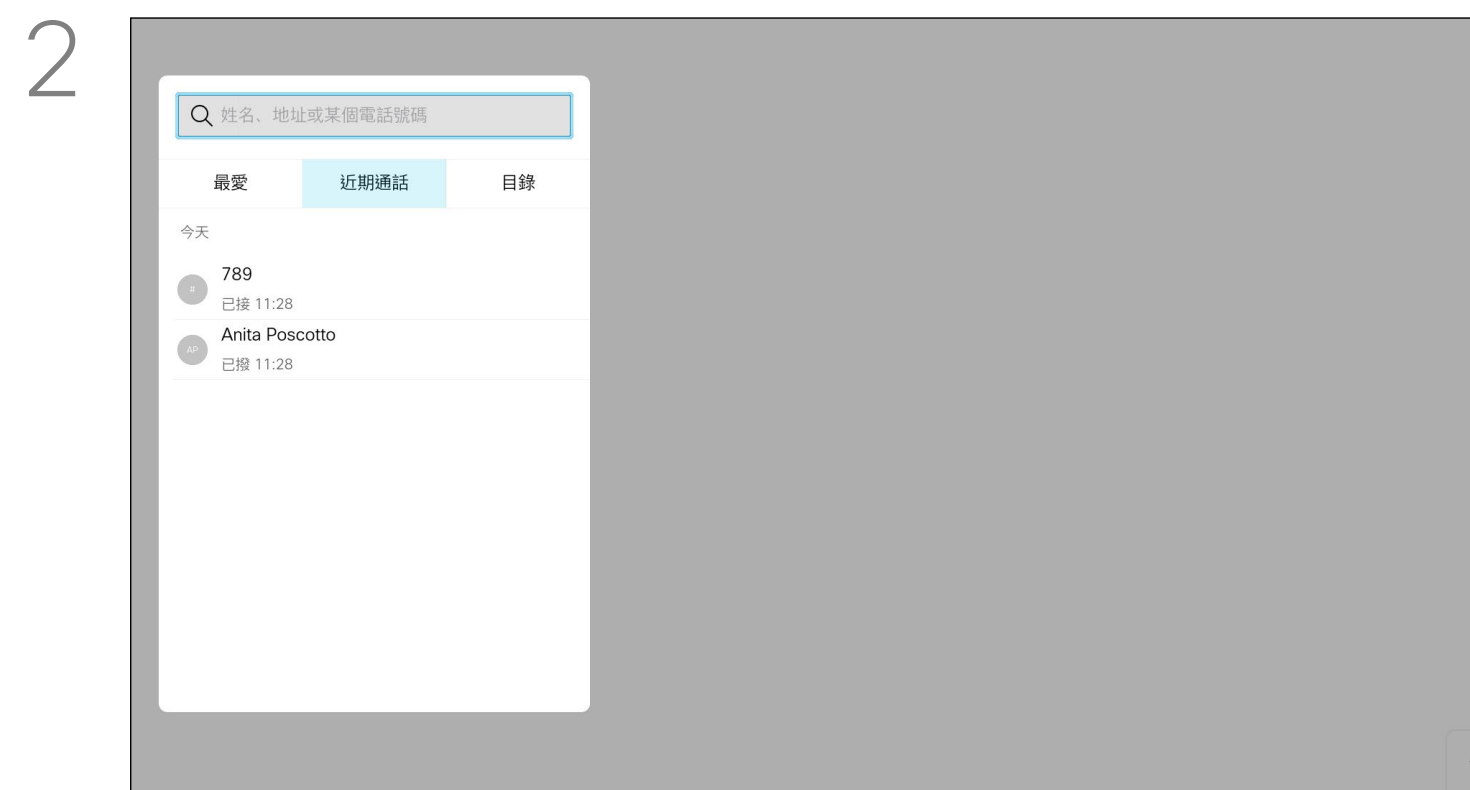 2
姓名、地址或某個電話號碼
最愛 近期通話 目錄
今天
789
#
已接 11:28
Anita Poscotto
AP
已撥 11:28